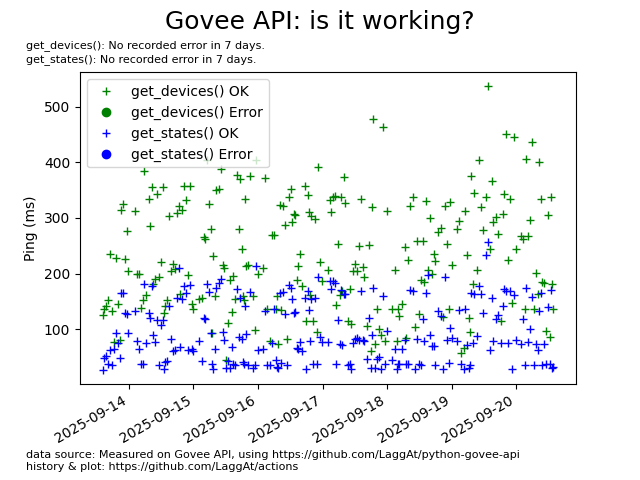 Govee API: is it working?
get_devices(): No recorded error in 7 days.
get_states(): No recorded error in 7 days.
get_devices() OK
get_devices() Error
get_states() OK
get_states() Error
Ping (ms)
500
400
300
200
100
2025-09-14
2025-09-15
2025-09-16
2025-09-17
2025-09-18
2025-09-19
2025-09-20
data source: Measured on Govee API, using https://github.com/LaggAt/python-govee-api
history & plot: https://github.com/LaggAt/actions